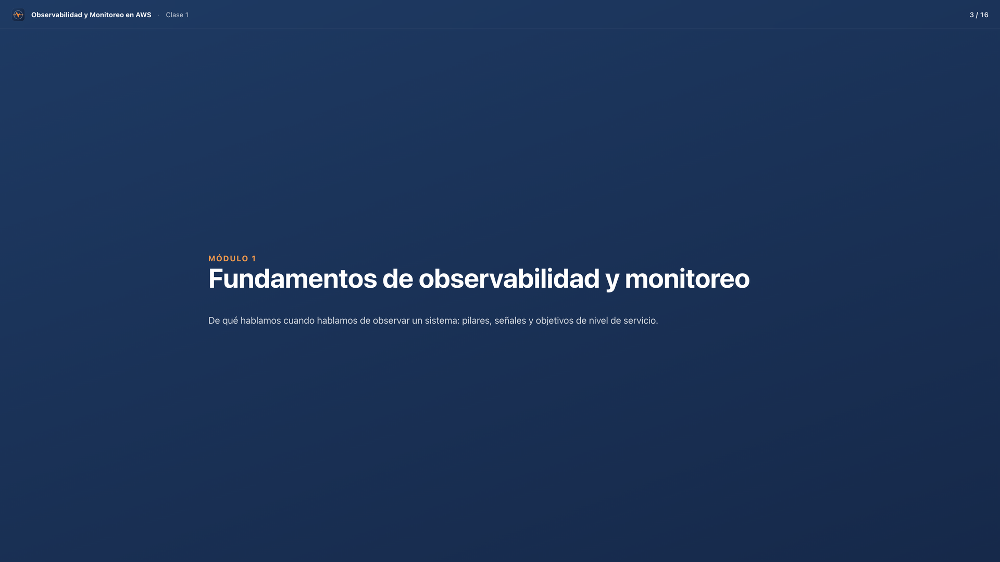 Observabilidad y Monitoreo en AWS · Clase 1
3 / 16
MÓDULO 1
Fundamentos de observabilidad y monitoreo
De qué hablamos cuando hablamos de observar un sistema: pilares, señales y objetivos de nivel de servicio.